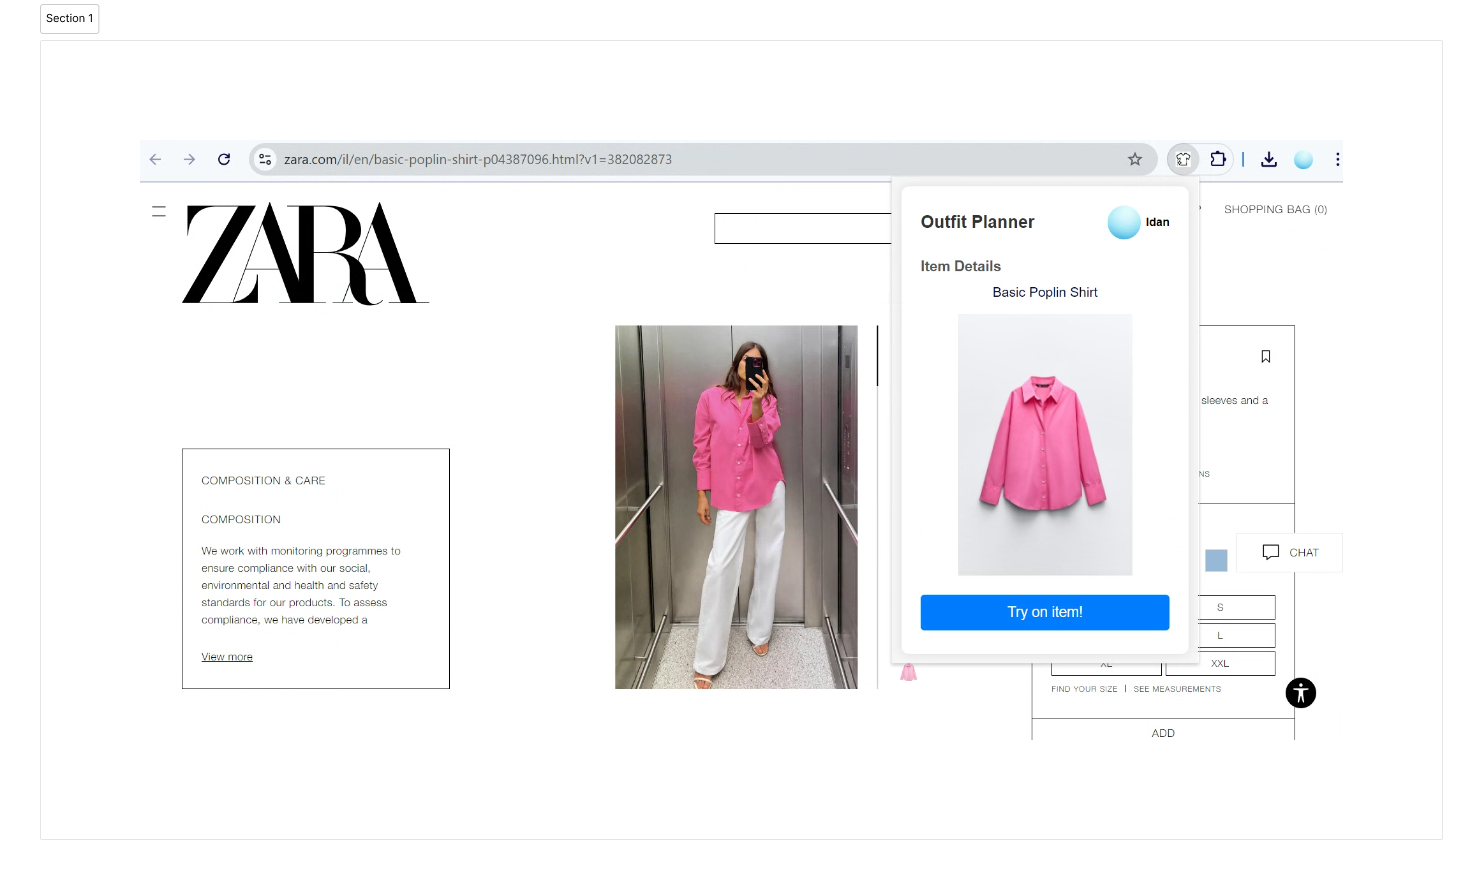 Section 1
zara.com/il/en/basic-poplin-shirt-p04387096.html?v1=382082873
ZARA
SHOPPING BAG (0)
Outfit Planner
Idan
Item Details
Basic Poplin Shirt
Try on item!
COMPOSITION & CARE
COMPOSITION
We work with monitoring programmes to
ensure compliance with our social,
environmental and health and safety
standards for our products. To assess
compliance, we have developed a
View more
sleeves and a
NS
CHAT
S
L
XL
XXL
FIND YOUR SIZE | SEE MEASUREMENTS
ADD